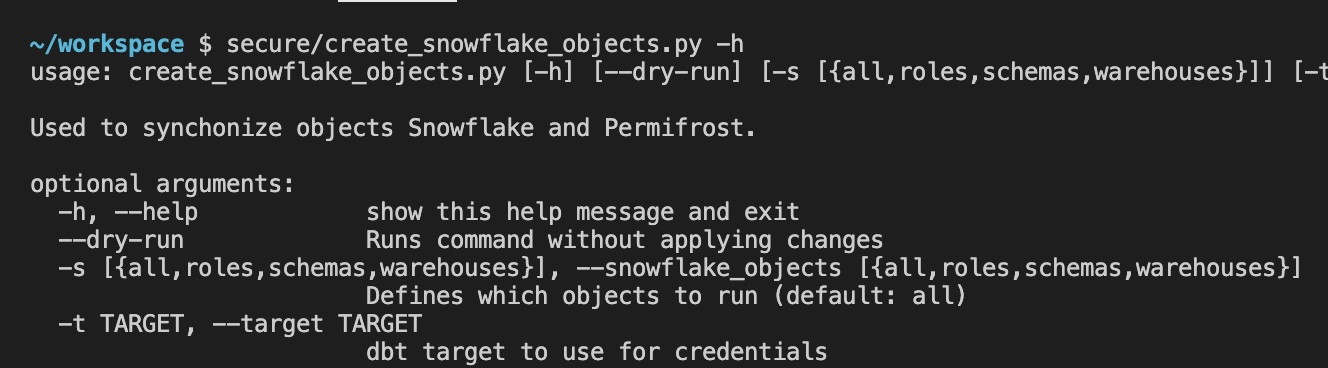 ~/workspace $ secure/create_snowflake_objects.py -h
usage: create_snowflake_objects.py [-h] [--dry-run] [-s [{all,roles,schemas,warehouses}]] [-t
Used to synchonize objects Snowflake and Permifrost.
optional arguments:
-h, --help show this help message and exit
--dry-run Runs command without applying changes
-s [{all,roles,schemas,warehouses}], --snowflake_objects [{all,roles,schemas,warehouses}]
Defines which objects to run (default: all)
-t TARGET, --target TARGET
dbt target to use for credentials